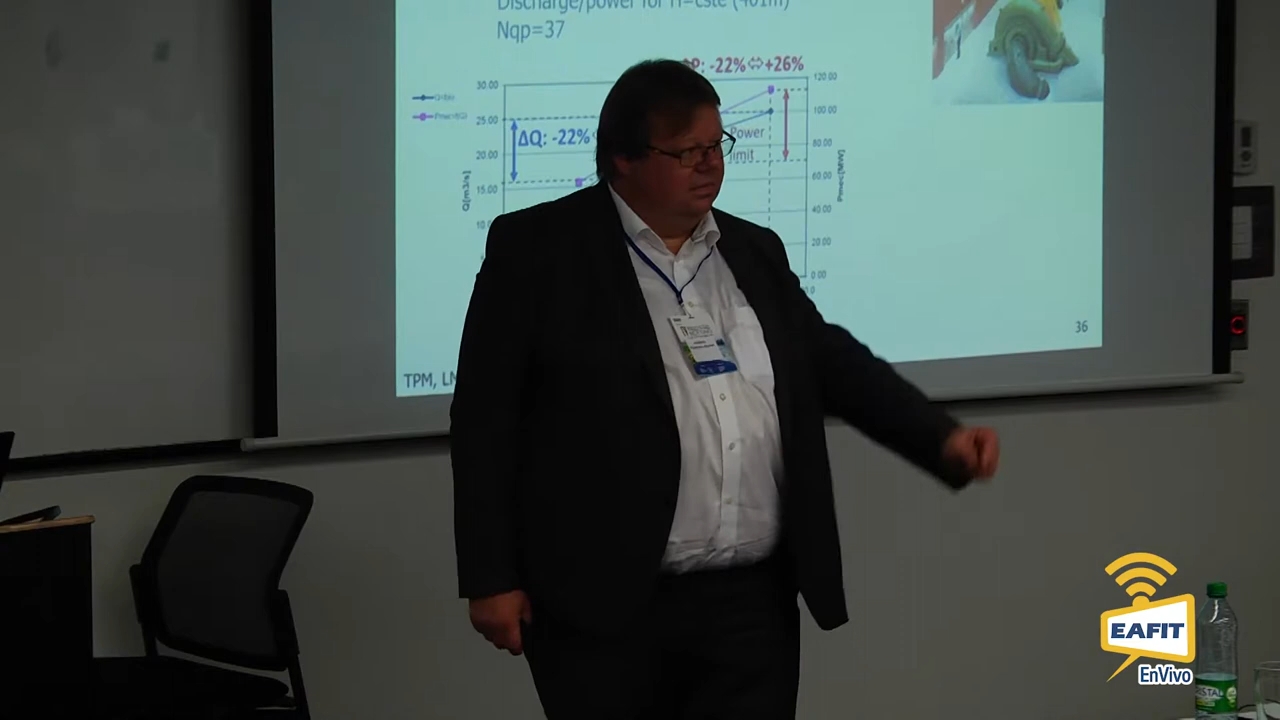 Discharge/power for H=cste (401m)
Nqp=37
P: -22%⇔+26%
30.00
25.00
20.00
15.00
10.
120.00
100.00
80.00
60.00
40.00
20.00
0.00
ΔQ: -22%
Power
limit
Q[m3/s]
Pmec[MW]
36
TPM, L
EAFIT
EnVivo